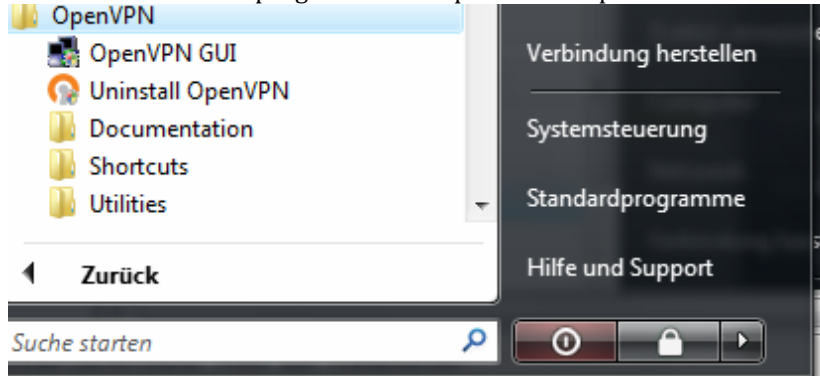 OpenVPN
OpenVPN GUI
Uninstall OpenVPN
Documentation
Shortcuts
Utilities
Zurück
Suche starten
Verbindung herstellen
Systemsteuerung
Standardprogramme
Hilfe und Support